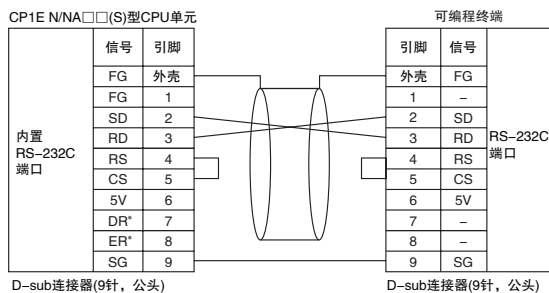 CP1E N/NA□□(S)型CPU单元
可编程终端
信号 引脚
引脚 信号
FG 外壳
外壳 FG
FG 1
1 –
SD 2
2 SD
RD 3
3 RD
RS 4
4 RS
CS 5
5 CS
5V 6
6 5V
DR* 7
7 –
ER* 8
8 –
SG 9
9 SG
内置
RS–232C
端口
RS–232C
端口
D–sub连接器(9针，公头)
D–sub连接器(9针，公头)